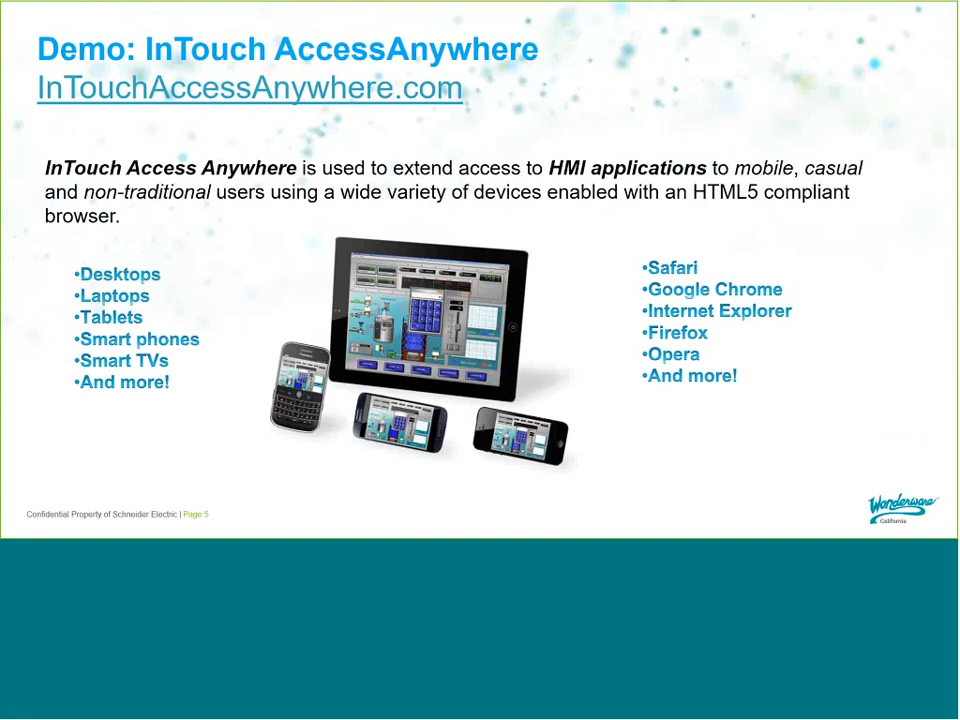 Demo: InTouch AccessAnywhere
InTouchAccessAnywhere.com
InTouch Access Anywhere is used to extend access to HMI applications to mobile, casual
and non-traditional users using a wide variety of devices enabled with an HTML5 compliant
browser.
•Desktops
•Laptops
•Tablets
•Smart phones
•Smart TVs
•And more!
•Safari
•Google Chrome
•Internet Explorer
•Firefox
•Opera
•And more!
Confidential Property of Schneider Electric | Page 5
Wonderware
California